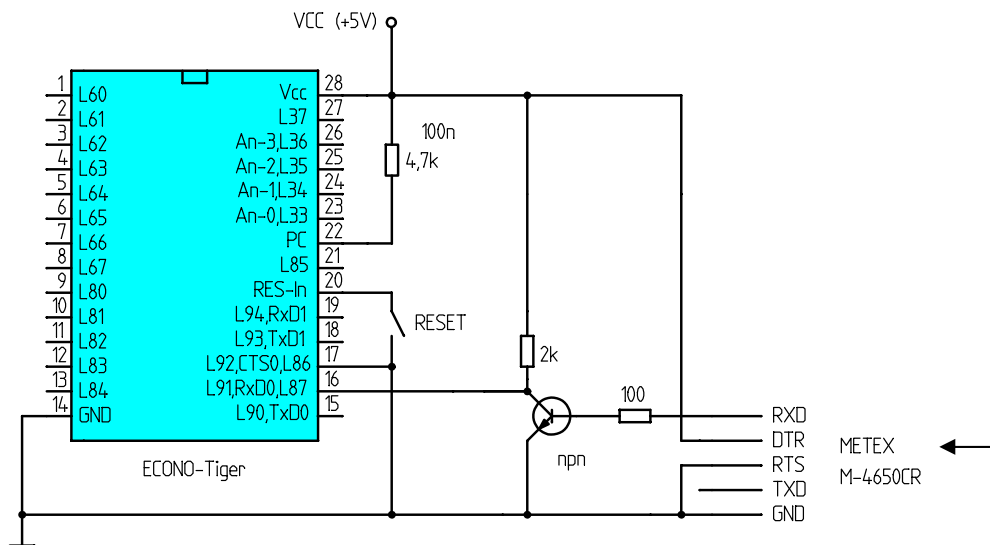 VCC (+5V)
1 L60 Vcc 28
2 L61 L37 27
3 L62 An-3,L36 26
100n
4 L63 An-2,L35 25
4,7k
5 L64 An-1,L34 24
6 L65 An-0,L33 23
7 L66 PC 22
8 L67 L85 21
9 L80 RES-In 20
10 L81 L94,RxD1 19
RESET
11 L82 L93,TxD1 18
12 L83 L92,CTS0,L86 17
2k
13 L84 L91,RxD0,L87 16
100
14 GND L90,TxD0 15
RXD
DTR
METEX
npn
ECONO-Tiger
RTS
M-4650CR
TXD
GND